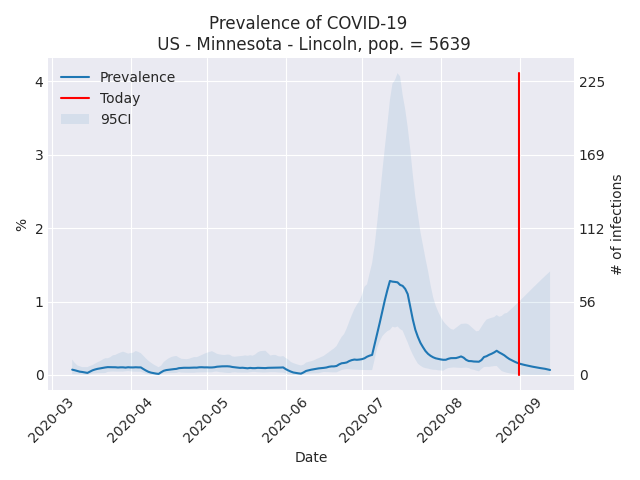 Prevalence of COVID-19
US - Minnesota - Lincoln, pop. = 5639
Prevalence
Today
95CI
4
3
2
1
0
%
225
169
112
56
0
# of infections
2020-03
2020-04
2020-05
2020-06
2020-07
2020-08
2020-09
Date